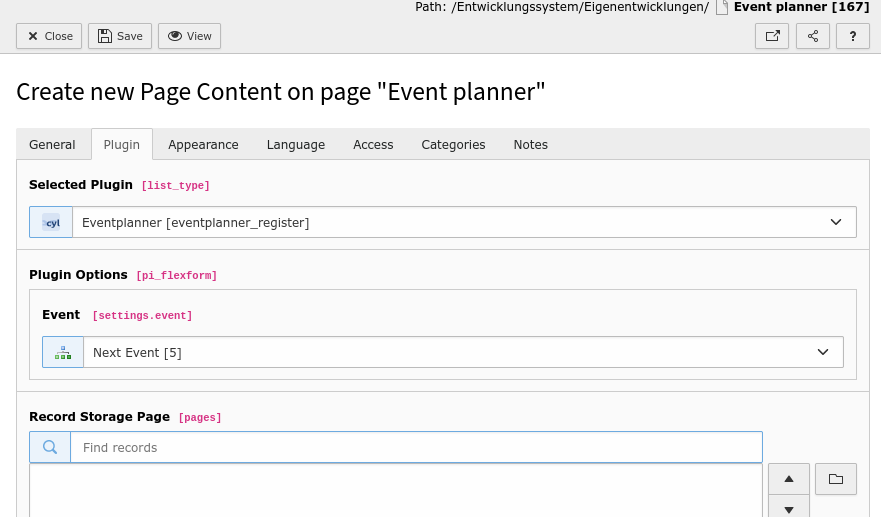 Path: /Entwicklungssystem/Eigenentwicklungen/ Event planner [167]
Close Save View ?
Create new Page Content on page "Event planner"
General Plugin Appearance Language Access Categories Notes
Selected Plugin [list_type]
cyl Eventplanner [eventplanner_register]
Plugin Options [pi_flexform]
Event [settings.event]
Next Event [5]
Record Storage Page [pages]
Find records